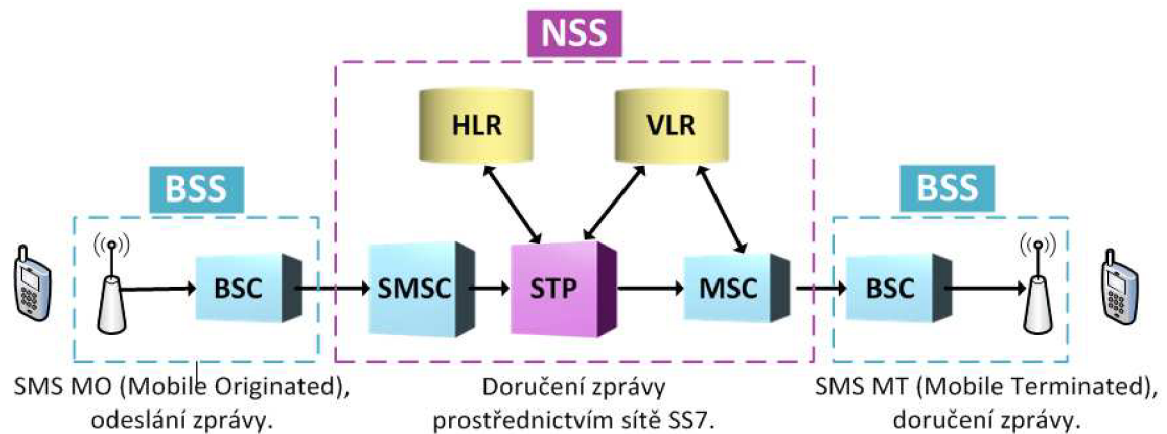 NSS
HLR
VLR
BSS
BSS
BSC
SMSC
STP
MSC
BSC
SMS MO (Mobile Originated),
odeslání zprávy.
Doručení zprávy
prostřednictvím sítě SS7.
SMS MT (Mobile Terminated),
doručení zprávy.